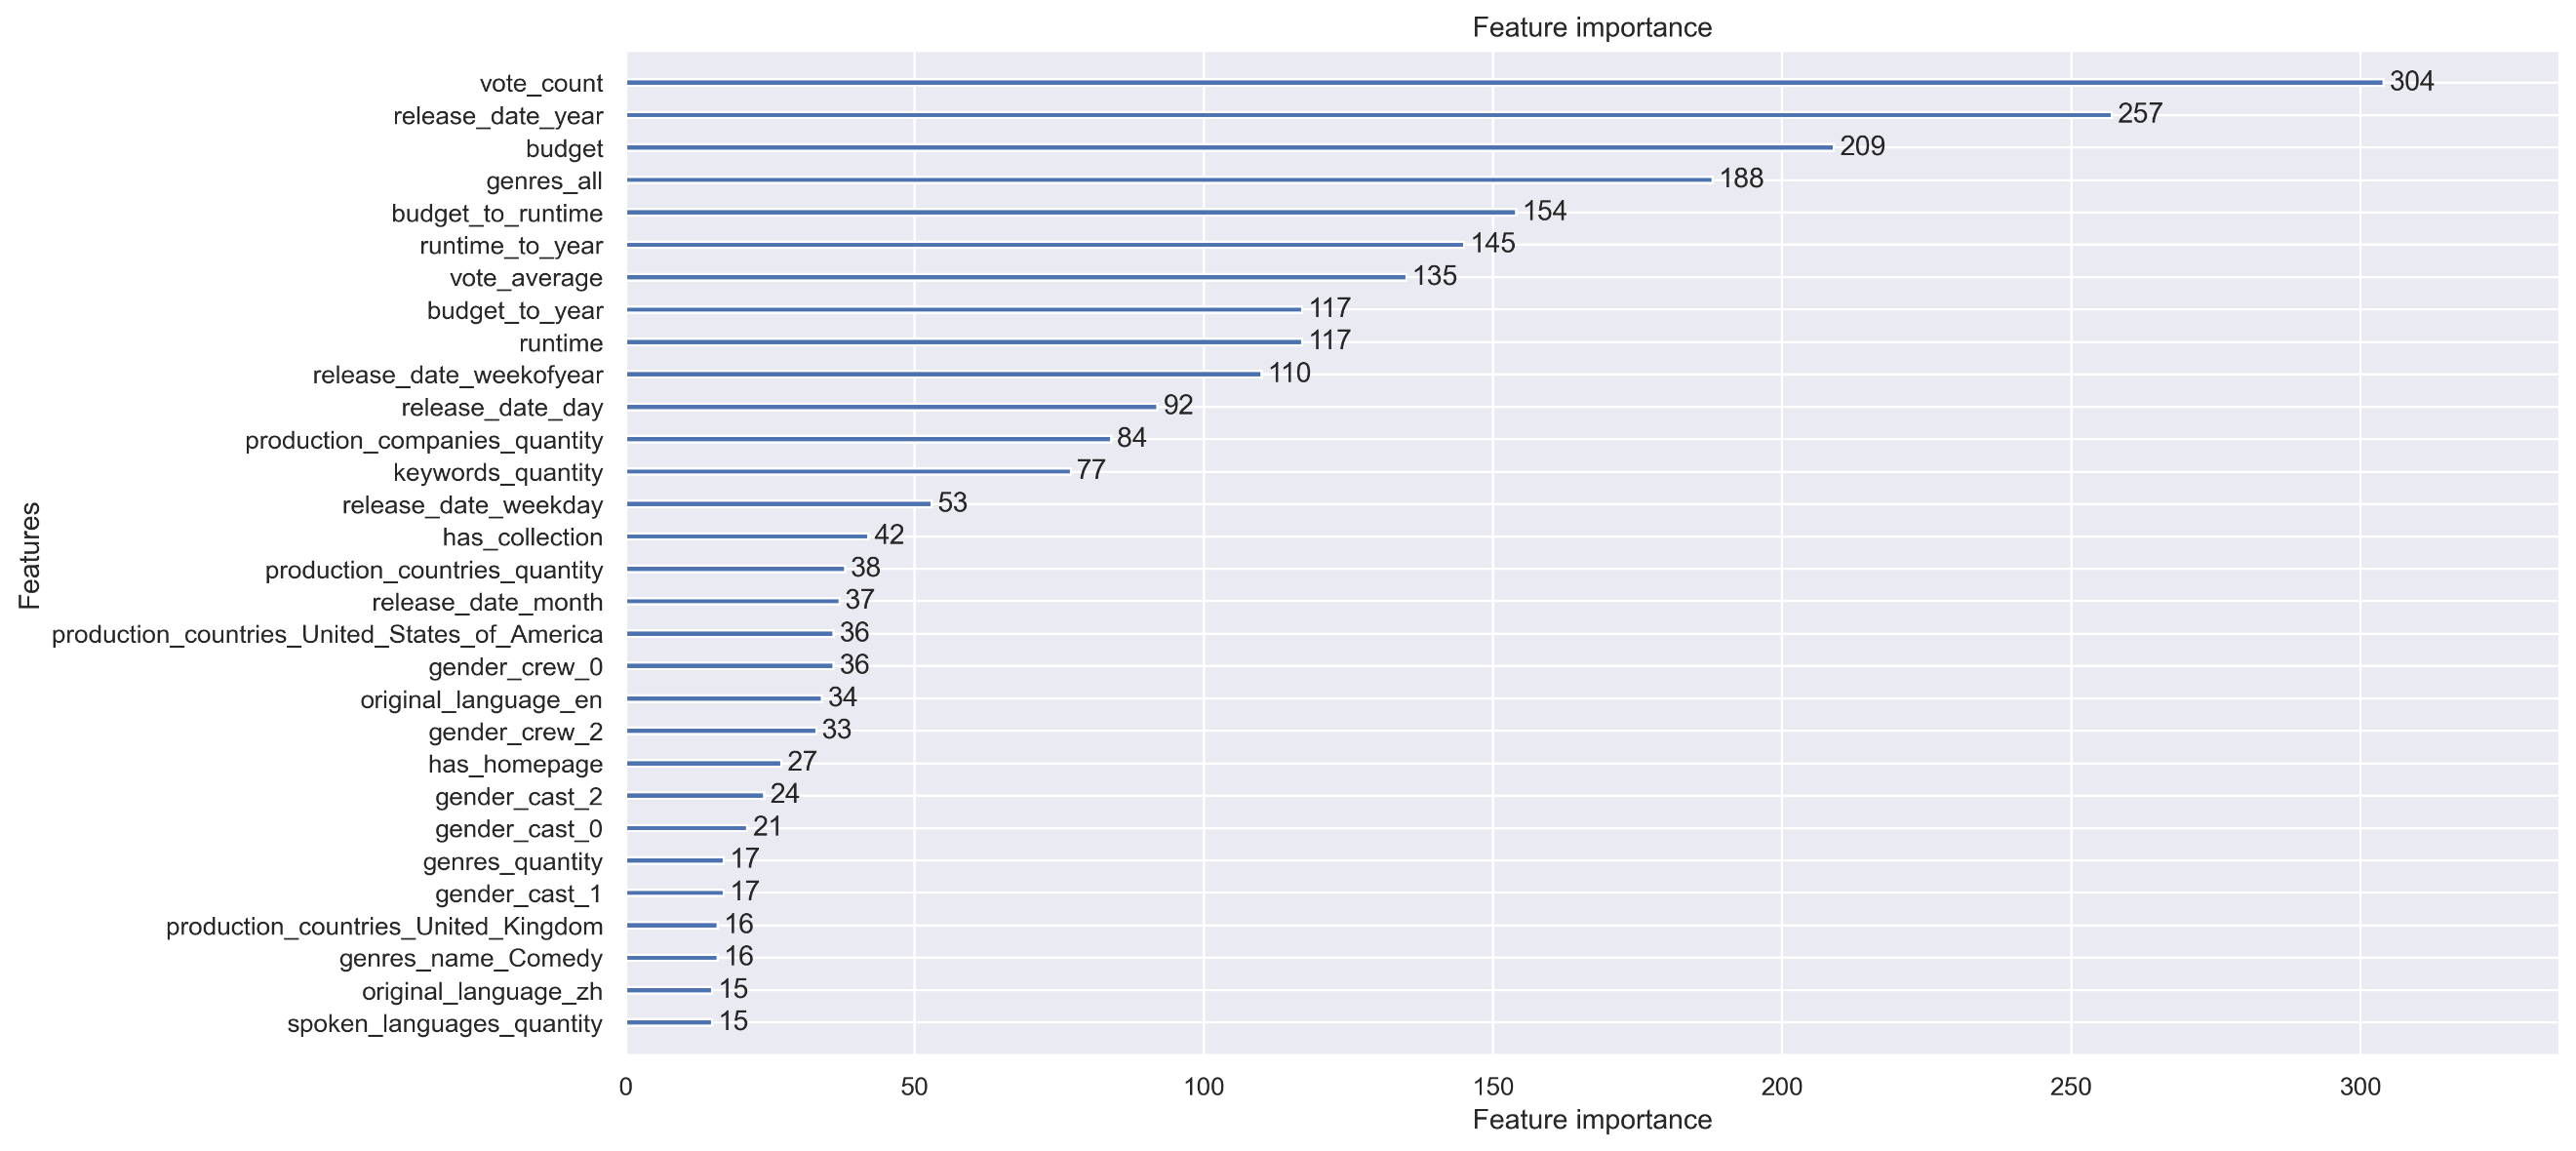 Feature importance
vote_count 304
release_date_year 257
budget 209
genres_all 188
budget_to_runtime 154
runtime_to_year 145
vote_average 135
budget_to_year 117
runtime 117
release_date_weekofyear 110
release_date_day 92
production_companies_quantity 84
keywords_quantity 77
release_date_weekday 53
has_collection 42
production_countries_quantity 38
release_date_month 37
production_countries_United_States_of_America 36
gender_crew_0 36
original_language_en 34
gender_crew_2 33
has_homepage 27
gender_cast_2 24
gender_cast_0 21
genres_quantity 17
gender_cast_1 17
production_countries_United_Kingdom 16
genres_name_Comedy 16
original_language_zh 15
spoken_languages_quantity 15
Features
0 50 100 150 200 250 300
Feature importance